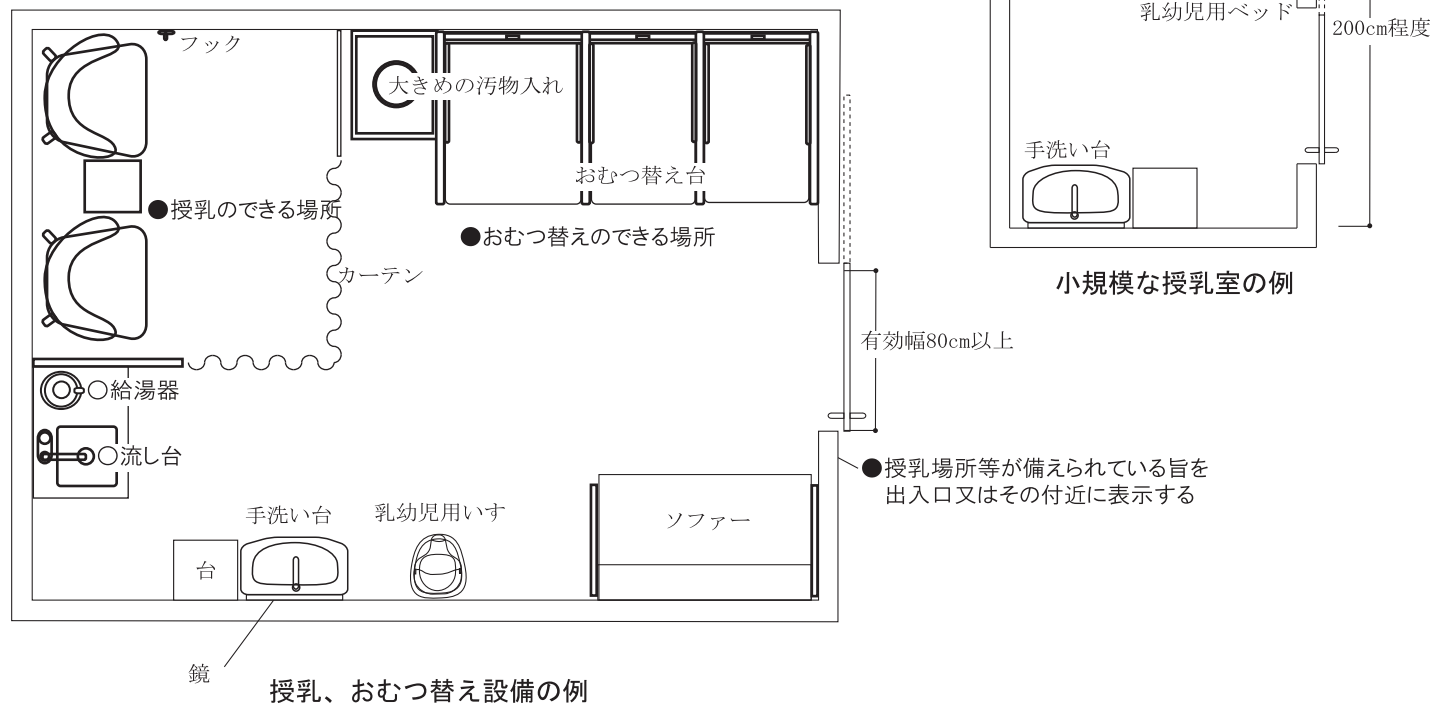 フック
大きめの汚物入れ
おむつ替え台
●授乳のできる場所
●おむつ替えのできる場所
カーテン
有効幅80cm以上
○給湯器
○流し台
●授乳場所等が備えられている旨を
出入口又はその付近に表示する
手洗い台
乳幼児用いす
ソファー
台
鏡
授乳、おむつ替え設備の例
乳幼児用ベッド
200cm程度
手洗い台
小規模な授乳室の例